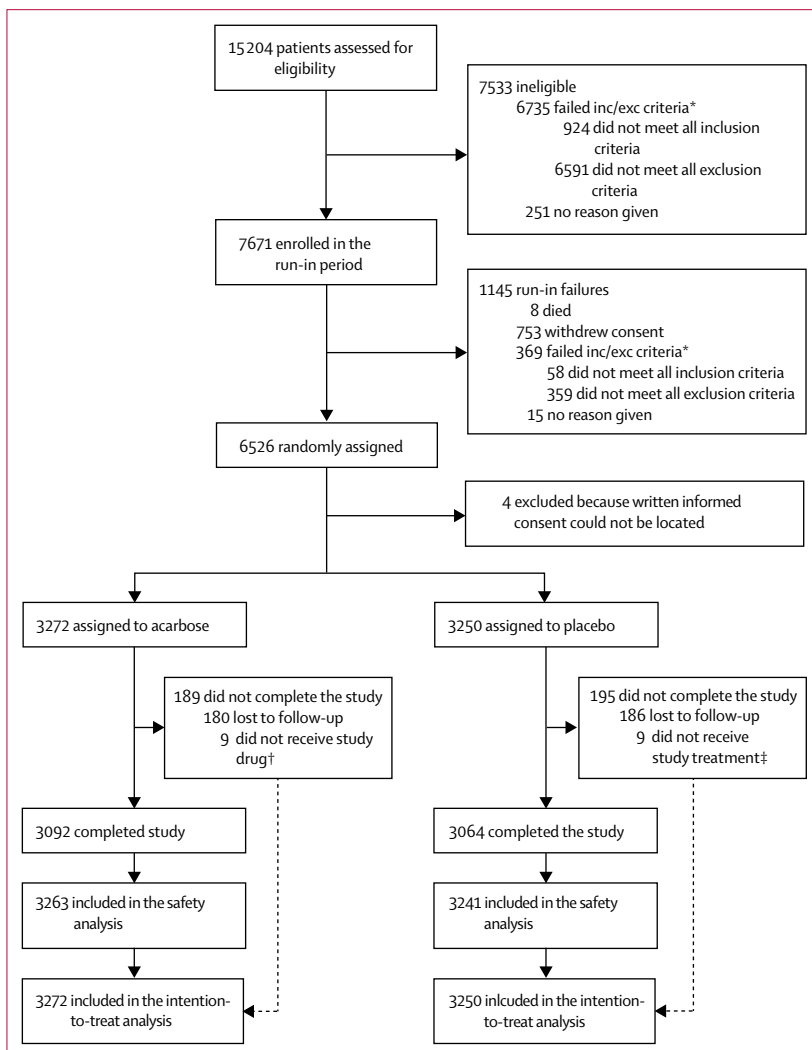 15 204 patients assessed for
eligibility
7533 ineligible
6735 failed inc/exc criteria*
924 did not meet all inclusion
criteria
6591 did not meet all exclusion
criteria
251 no reason given
7671 enrolled in the
run-in period
1145 run-in failures
8 died
753 withdrew consent
369 failed inc/exc criteria*
58 did not meet all inclusion criteria
359 did not meet all exclusion criteria
15 no reason given
6526 randomly assigned
4 excluded because written informed
consent could not be located
3272 assigned to acarbose
3250 assigned to placebo
189 did not complete the study
180 lost to follow-up
9 did not receive study
drug†
195 did not complete the study
186 lost to follow-up
9 did not receive
study treatment‡
3092 completed study
3064 completed the study
3263 included in the safety
analysis
3241 included in the safety
analysis
3272 included in the intention-
to-treat analysis
3250 inlcuded in the intention-
to-treat analysis